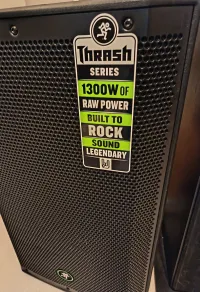 Thrash
SERIES
1300W OF
RAW POWER
BUILT TO
ROCK
SOUND
LEGENDARY